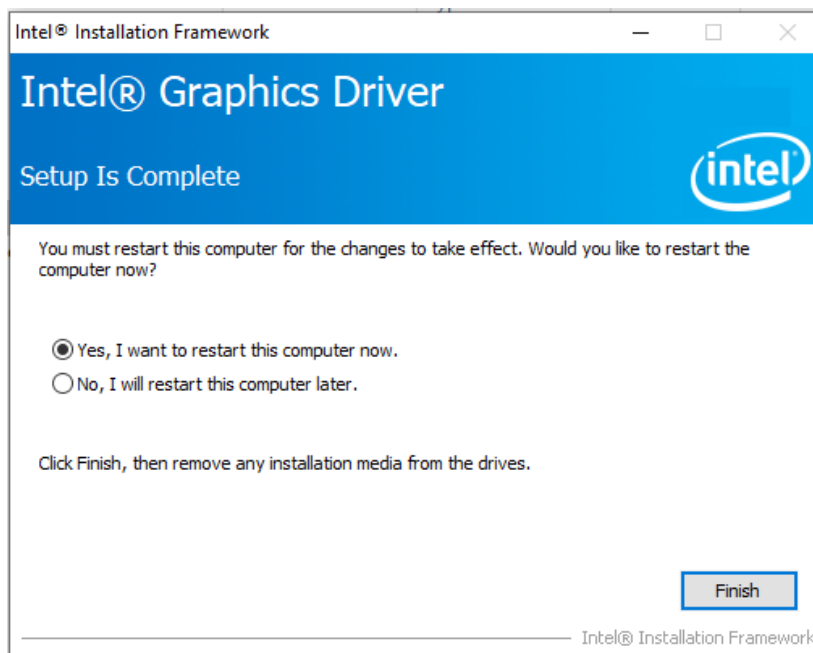 Intel® Installation Framework
Intel® Graphics Driver
Setup Is Complete
intel®
You must restart this computer for the changes to take effect. Would you like to restart the
computer now?
Yes, I want to restart this computer now.
No, I will restart this computer later.
Click Finish, then remove any installation media from the drives.
Finish
Intel® Installation Framework